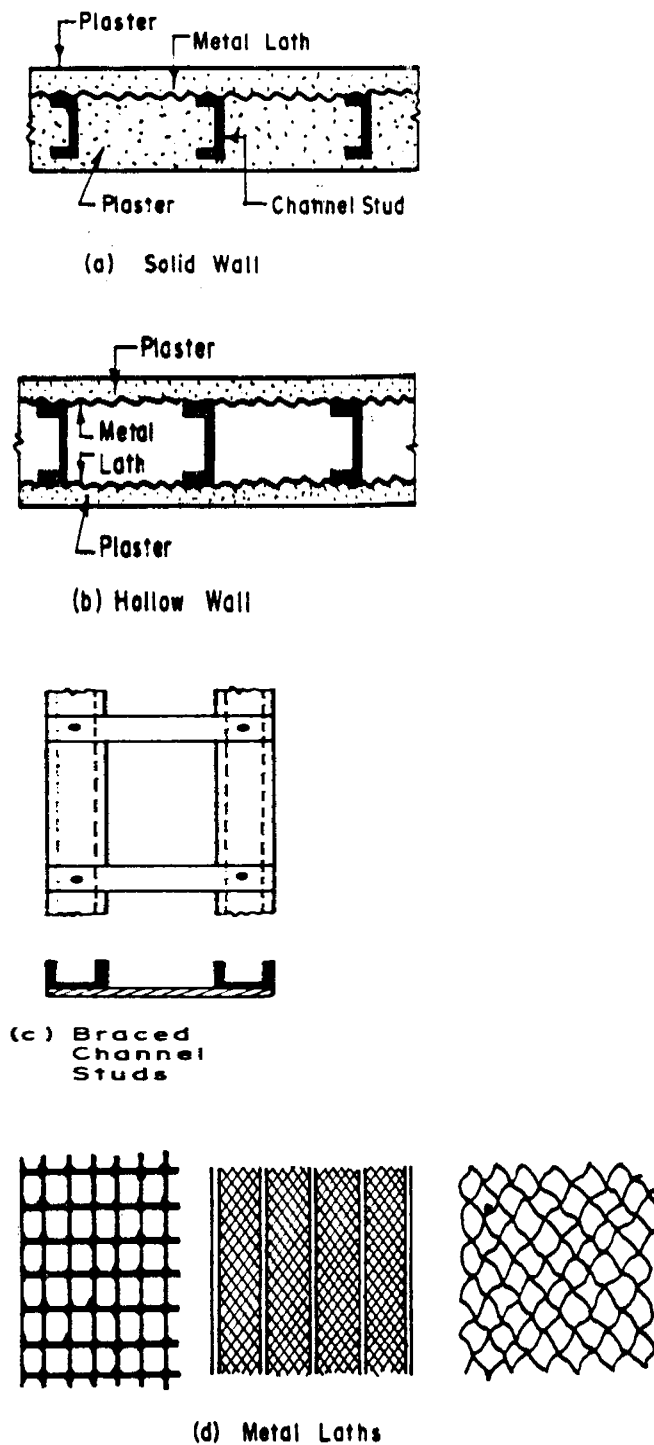 Plaster
Metal Lath
Plaster
Channel Stud
(a) Solid Wall
Plaster
Metal
Lath
Plaster
(b) Hollow Wall
(c) Braced
Channel
Studs
(d) Metal Laths